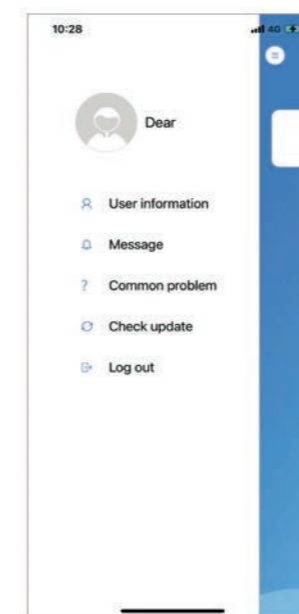 10:28
4G
Dear
User information
Message
? Common problem
Check update
Log out